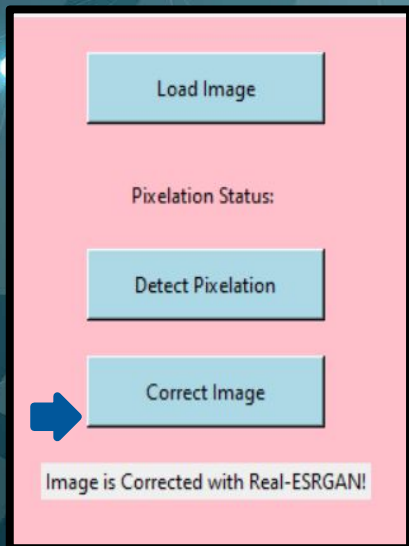 Load Image
Pixelation Status:
Detect Pixelation
Correct Image
Image is Corrected with Real-ESRGAN!